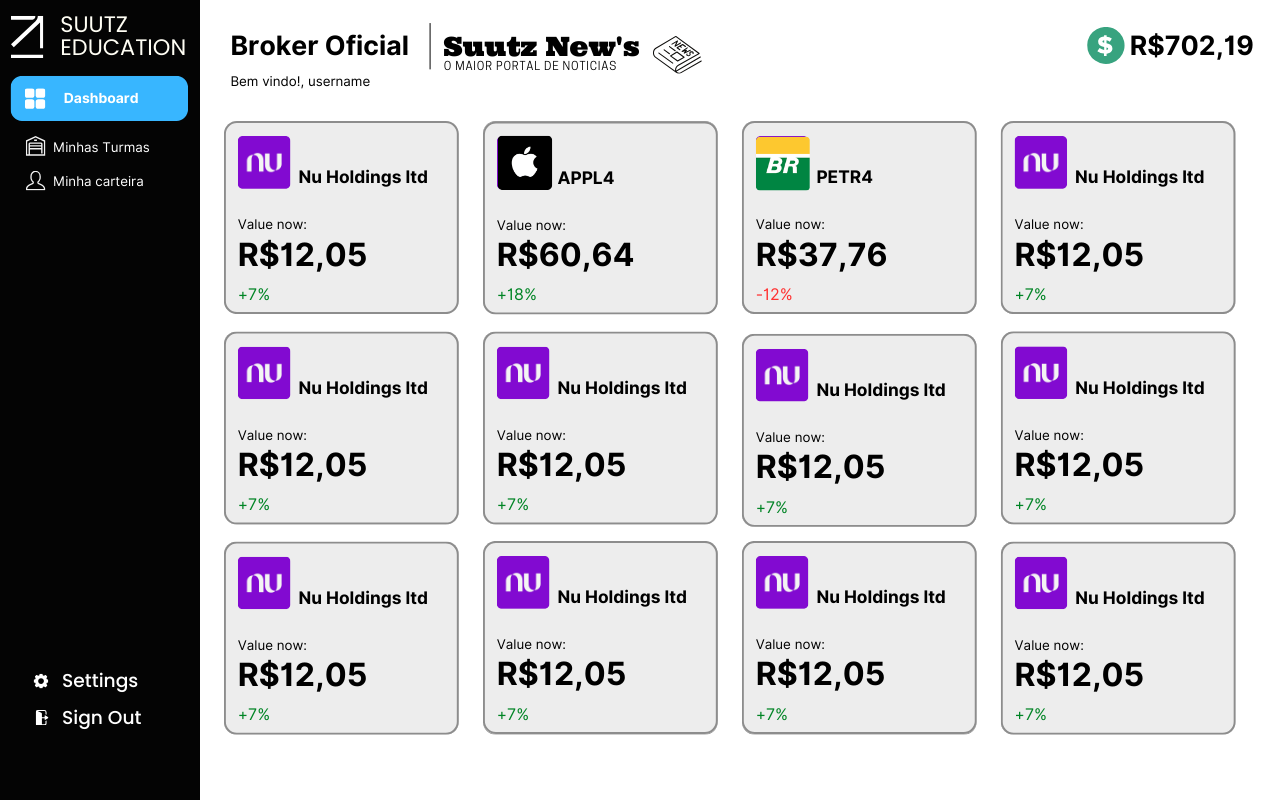 SUUTZ
EDUCATION
Dashboard
Minhas Turmas
Minha carteira
Settings
Sign Out
Broker Oficial
Bem vindo!, username
Suutz New's
O MAIOR PORTAL DE NOTICIAS
NEWS
$ R$702,19
nu Nu Holdings ltd
Value now:
R$12,05
+7%
APPL4
Value now:
R$60,64
+18%
BR PETR4
Value now:
R$37,76
-12%
nu Nu Holdings ltd
Value now:
R$12,05
+7%
nu Nu Holdings ltd
Value now:
R$12,05
+7%
nu Nu Holdings ltd
Value now:
R$12,05
+7%
nu Nu Holdings ltd
Value now:
R$12,05
+7%
nu Nu Holdings ltd
Value now:
R$12,05
+7%
nu Nu Holdings ltd
Value now:
R$12,05
+7%
nu Nu Holdings ltd
Value now:
R$12,05
+7%
nu Nu Holdings ltd
Value now:
R$12,05
+7%
nu Nu Holdings ltd
Value now:
R$12,05
+7%